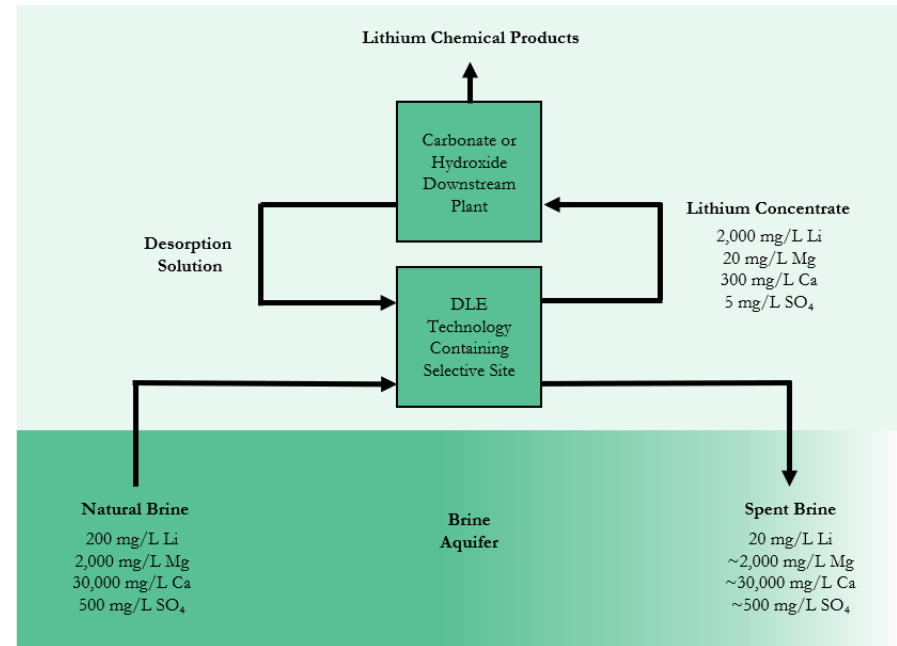 Lithium Chemical Products
Carbonate or
Hydroxide
Downstream
Plant
Desorption
Solution
Lithium Concentrate
2,000 mg/L Li
20 mg/L Mg
300 mg/L Ca
5 mg/L SO₄
DLE
Technology
Containing
Selective Site
Natural Brine
200 mg/L Li
2,000 mg/L Mg
30,000 mg/L Ca
500 mg/L SO₄
Brine
Aquifer
Spent Brine
20 mg/L Li
~2,000 mg/L Mg
~30,000 mg/L Ca
~500 mg/L SO₄